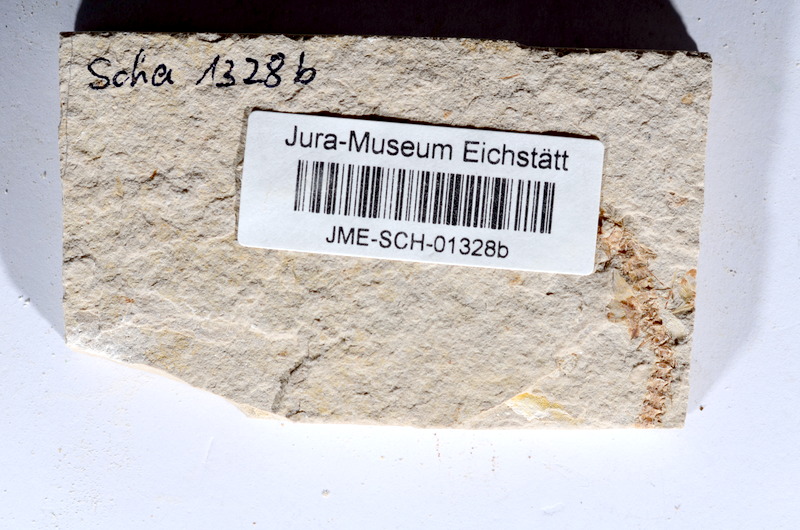 Scha 1328b
Jura-Museum Eichstätt
JME-SCH-01328b